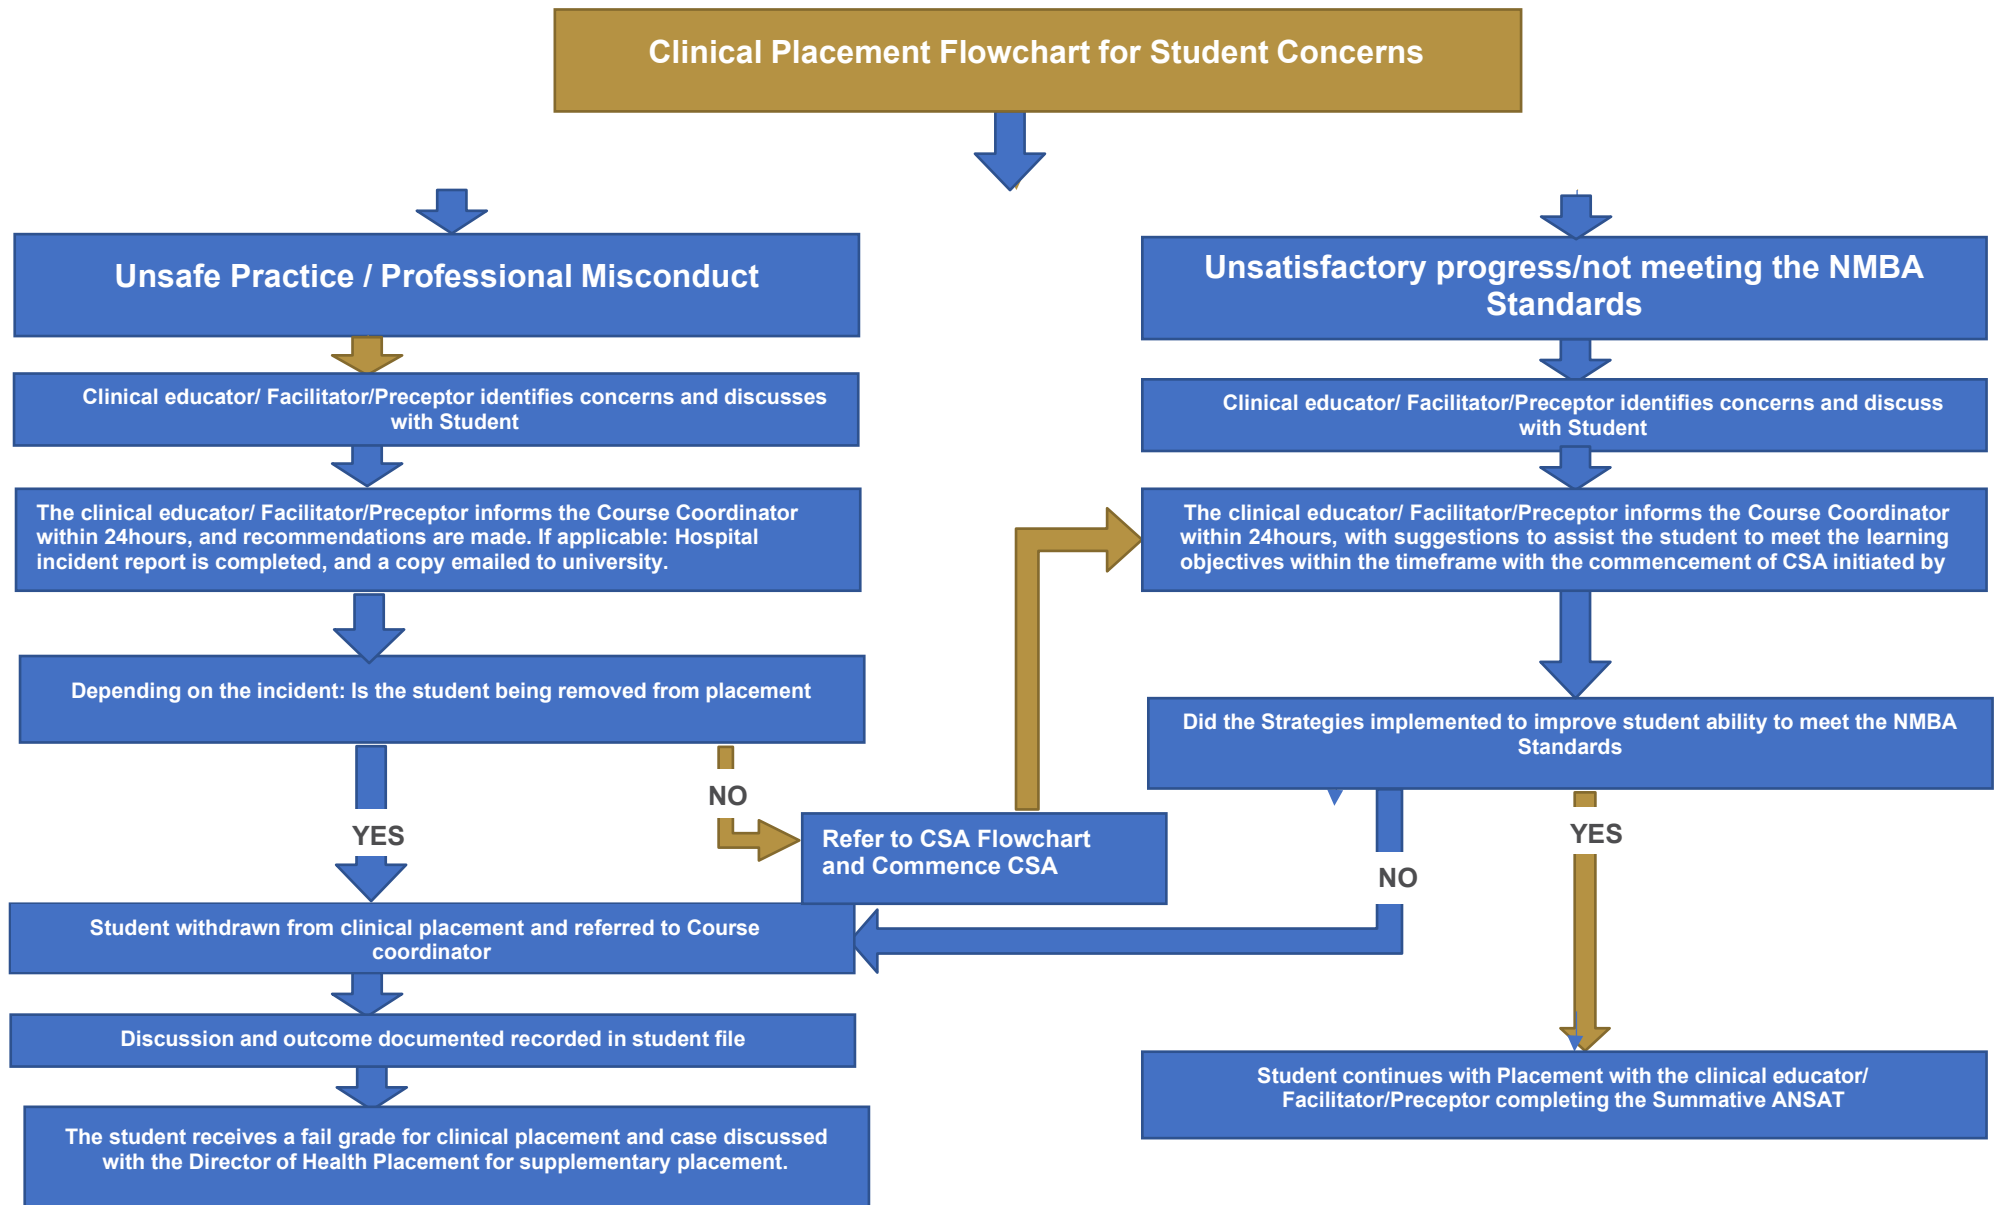 Clinical Placement Flowchart for Student Concerns
Unsafe Practice / Professional Misconduct
Clinical educator/ Facilitator/Preceptor identifies concerns and discusses
with Student
The clinical educator/ Facilitator/Preceptor informs the Course Coordinator
within 24hours, and recommendations are made. If applicable: Hospital
incident report is completed, and a copy emailed to university.
Depending on the incident: Is the student being removed from placement
YES
NO
Refer to CSA Flowchart
and Commence CSA
Student withdrawn from clinical placement and referred to Course
coordinator
Discussion and outcome documented recorded in student file
The student receives a fail grade for clinical placement and case discussed
with the Director of Health Placement for supplementary placement.
Unsatisfactory progress/not meeting the NMBA
Standards
Clinical educator/ Facilitator/Preceptor identifies concerns and discuss
with Student
The clinical educator/ Facilitator/Preceptor informs the Course Coordinator
within 24hours, with suggestions to assist the student to meet the learning
objectives within the timeframe with the commencement of CSA initiated by
Did the Strategies implemented to improve student ability to meet the NMBA
Standards
NO
YES
Student continues with Placement with the clinical educator/
Facilitator/Preceptor completing the Summative ANSAT